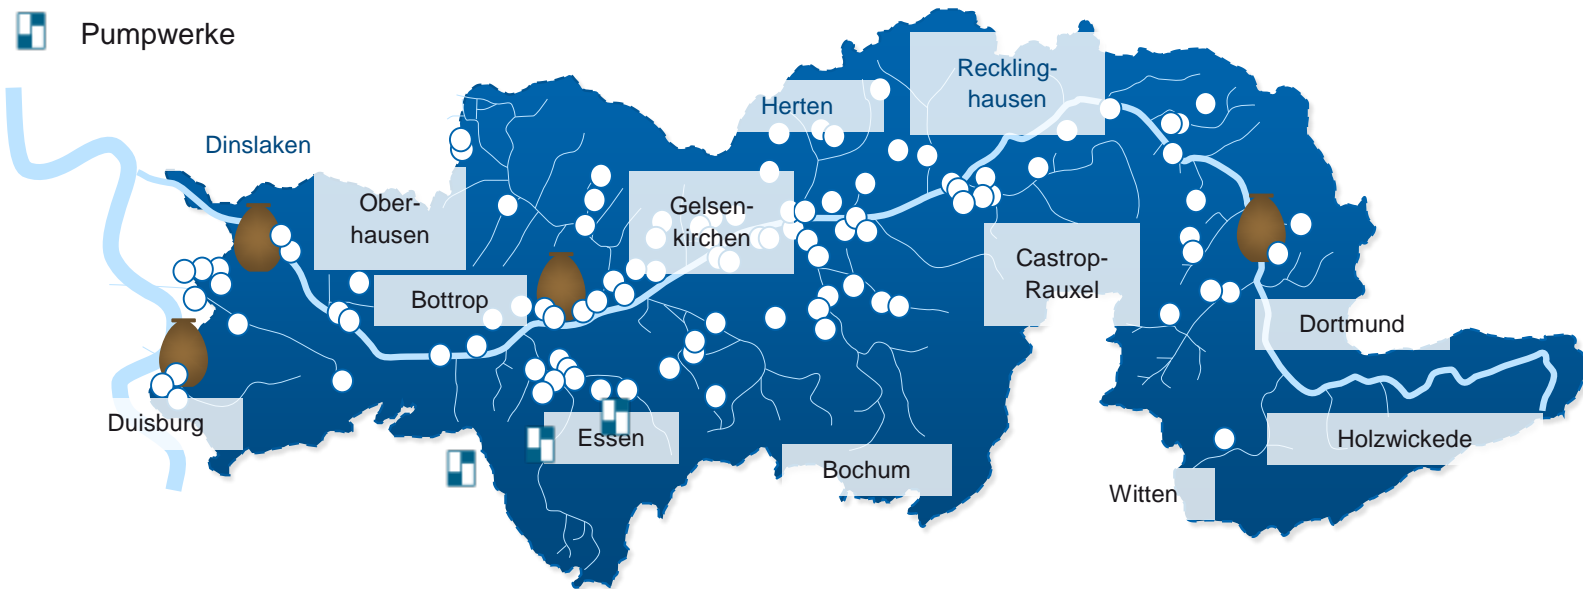 Pumpwerke
Reckling-
hausen
Herten
Dinslaken
Ober-
hausen
Gelsen-
kirchen
Castrop-
Rauxel
Bottrop
Dortmund
Duisburg
Essen
Holzwickede
Bochum
Witten